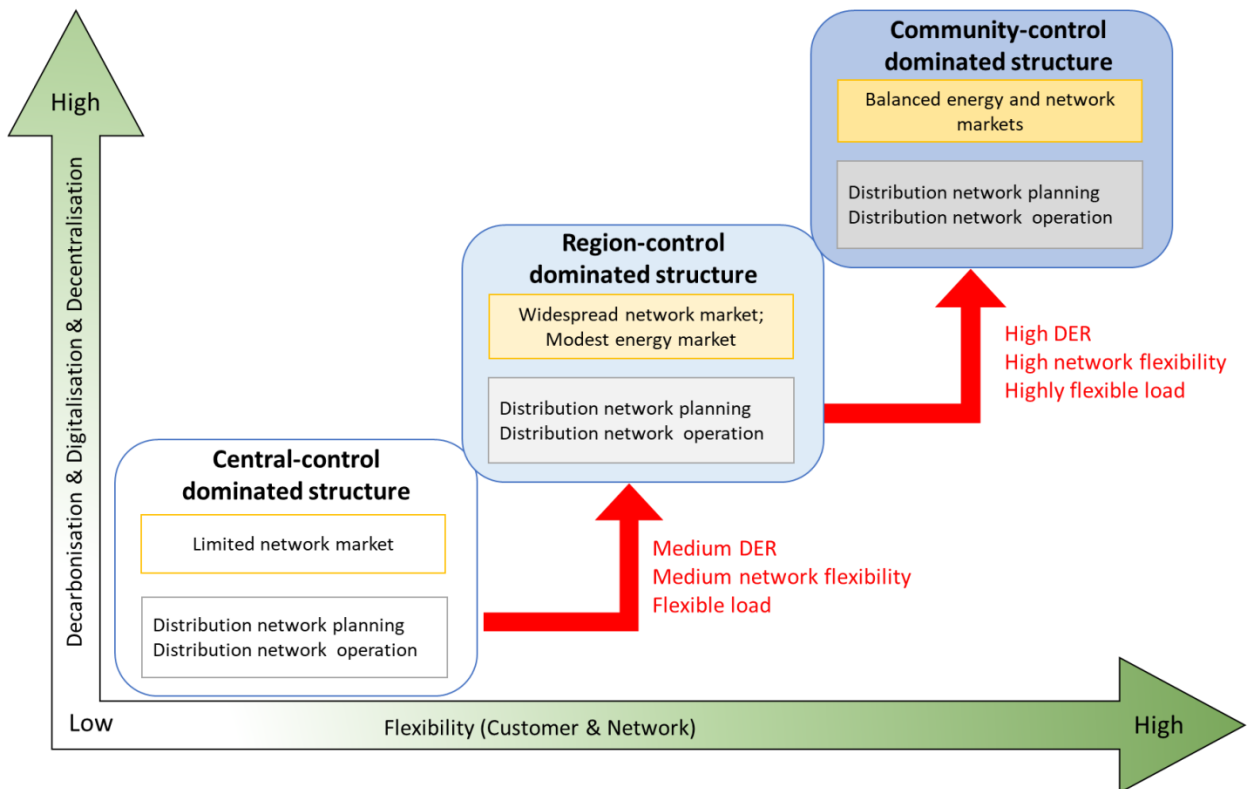 High
Decarbonisation & Digitalisation & Decentralisation
Community-control
dominated structure
Balanced energy and network
markets
Distribution network planning
Distribution network operation
Region-control
dominated structure
Widespread network market;
Modest energy market
Distribution network planning
Distribution network operation
High DER
High network flexibility
Highly flexible load
Central-control
dominated structure
Limited network market
Distribution network planning
Distribution network operation
Medium DER
Medium network flexibility
Flexible load
Low
Flexibility (Customer & Network)
High